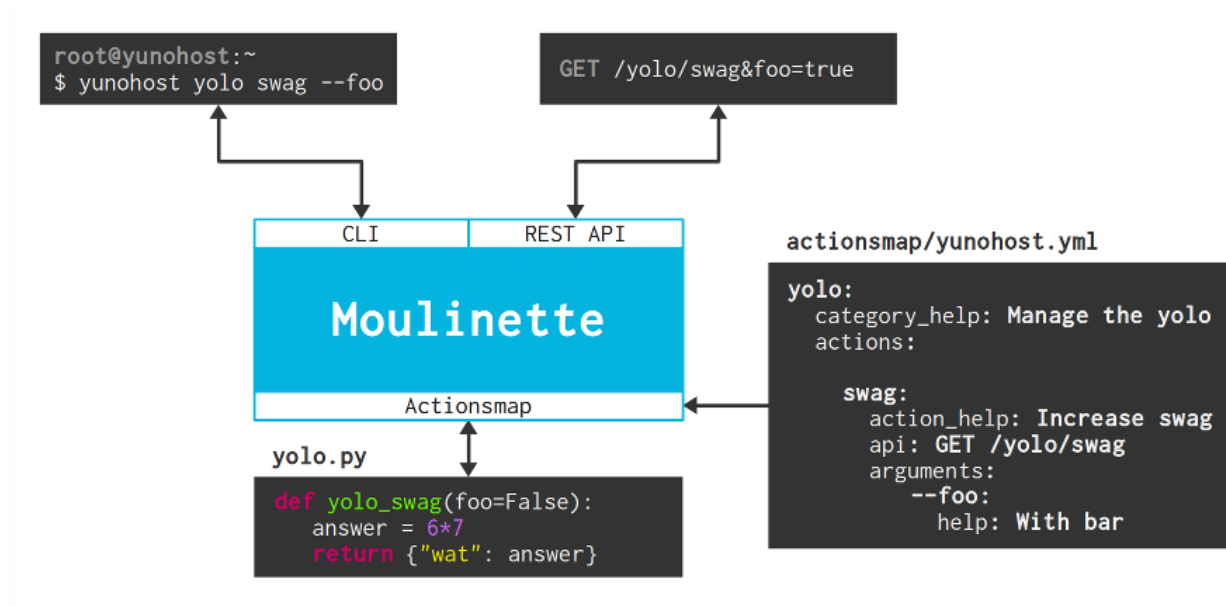 root@yunohost:~
$ yunohost yolo swag --foo
GET /yolo/swag&foo=true
CLI
REST API
Moulinette
Actionsmap
actionsmap/yunohost.yml
yolo:
category_help: Manage the yolo
actions:
swag:
action_help: Increase swag
api: GET /yolo/swag
arguments:
--foo:
help: With bar
yolo.py
def yolo_swag(foo=False):
answer = 6*7
return {"wat": answer}